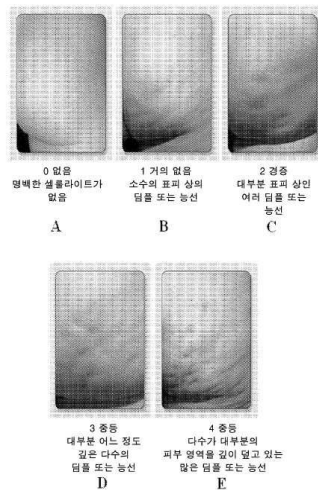 0 없음
명백한 셀룰라이트가
없음
A
1 거의 없음
소수의 표피 상의
딤플 또는 능선
B
2 경증
대부분 표피 상인
여러 딤플 또는
능선
C
3 중등
대부분 어느 정도
깊은 다수의
딤플 또는 능선
D
4 중등
다수가 대부분의
피부 영역을 깊이 덮고 있는
많은 딤플 또는 능선
E